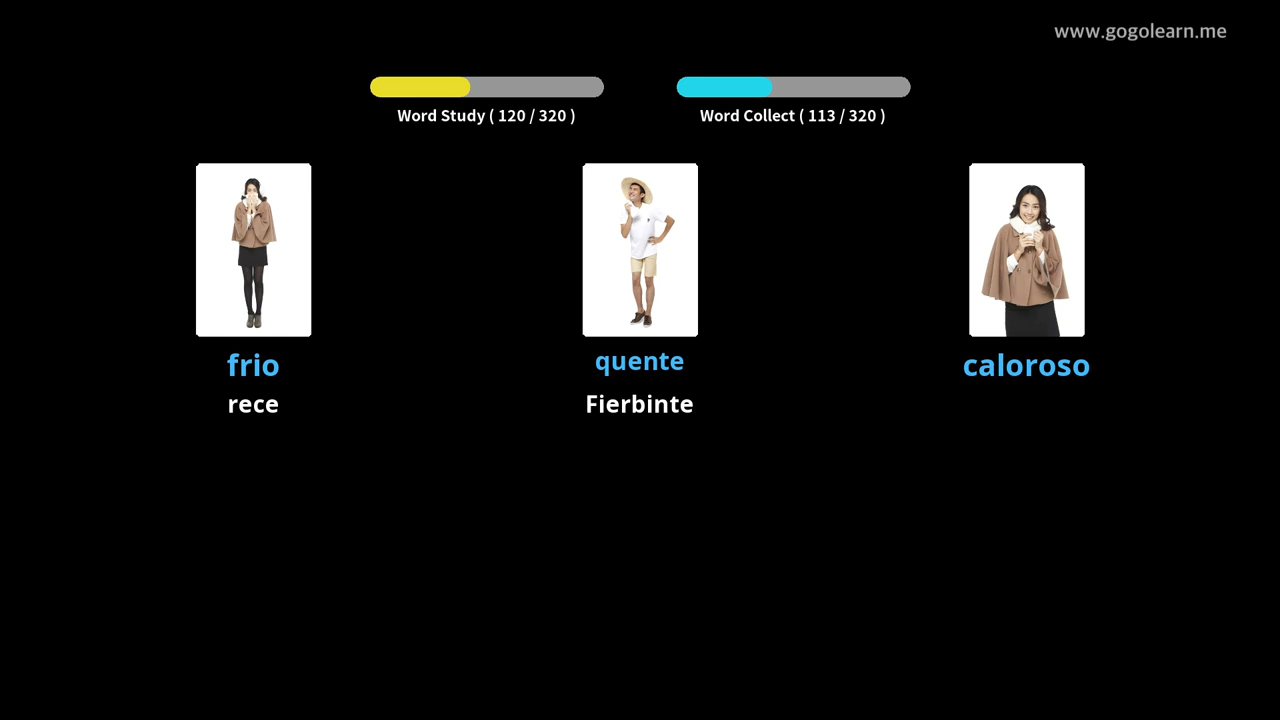 www.gogolearn.me
Word Study ( 120 / 320 )
Word Collect ( 113 / 320 )
frio
quente
caloroso
rece
Fierbinte